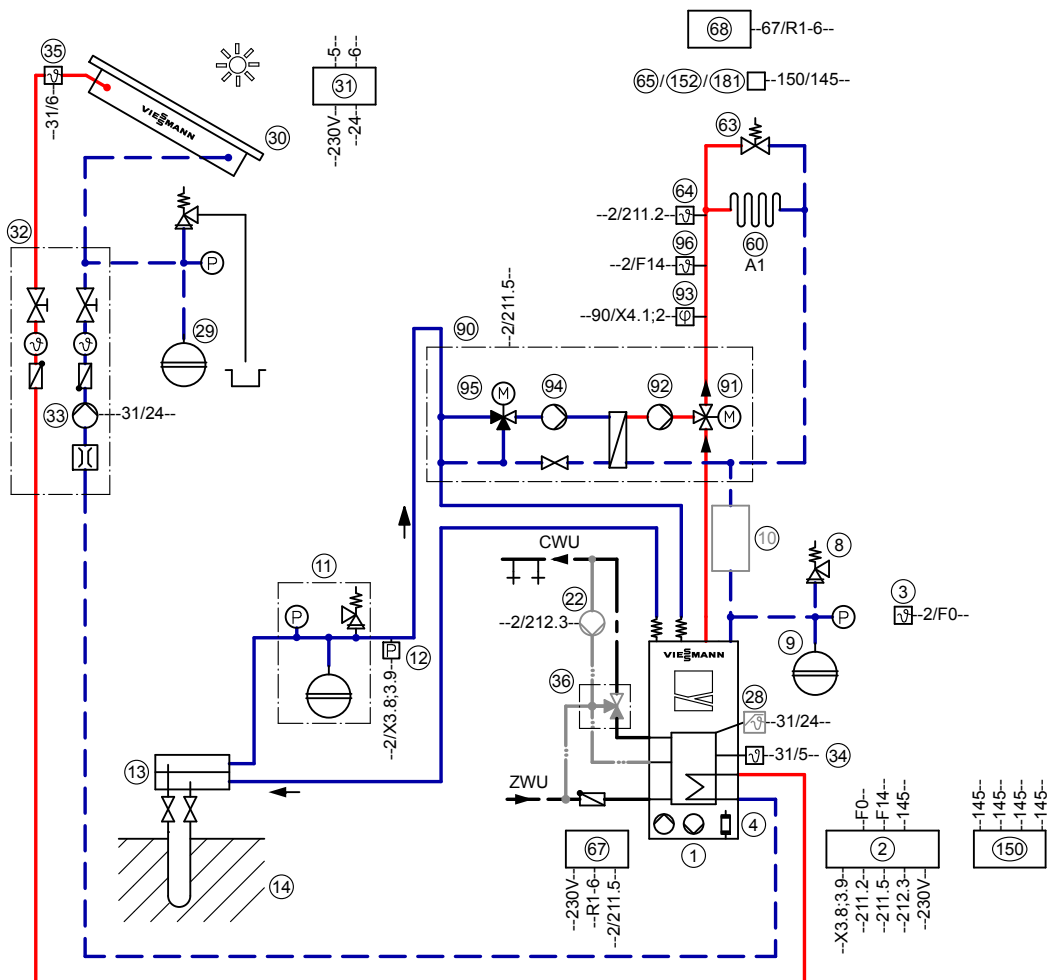 68
--67/R1-6--
35
5
6
31
65/152/181
--150/145--
--31/6--
VIESSMANN
30
--230V--
--24--
63
64
--2/211.2--
60
A1
32
96
--2/F14--
P
93
--90/X4.1;2--
--2/211.5--
29
90
95
M
94
92
91
M
33
--31/24--
10
CWU
8
11
22
3
P
--2/212.3--
P
--2/F0--
P
12
9
VIESSMANN
--2/X3.8;3.9--
36
28
--31/24--
13
--31/5--
34
ZWU
4
--F0--
--F14--
--145--
--145--
--145--
--145--
--145--
67
1
2
150
14
--230V--
--R1-6--
--2/211.5--
--X3.8;3.9--
--211.2--
--211.5--
--212.3--
--230V--